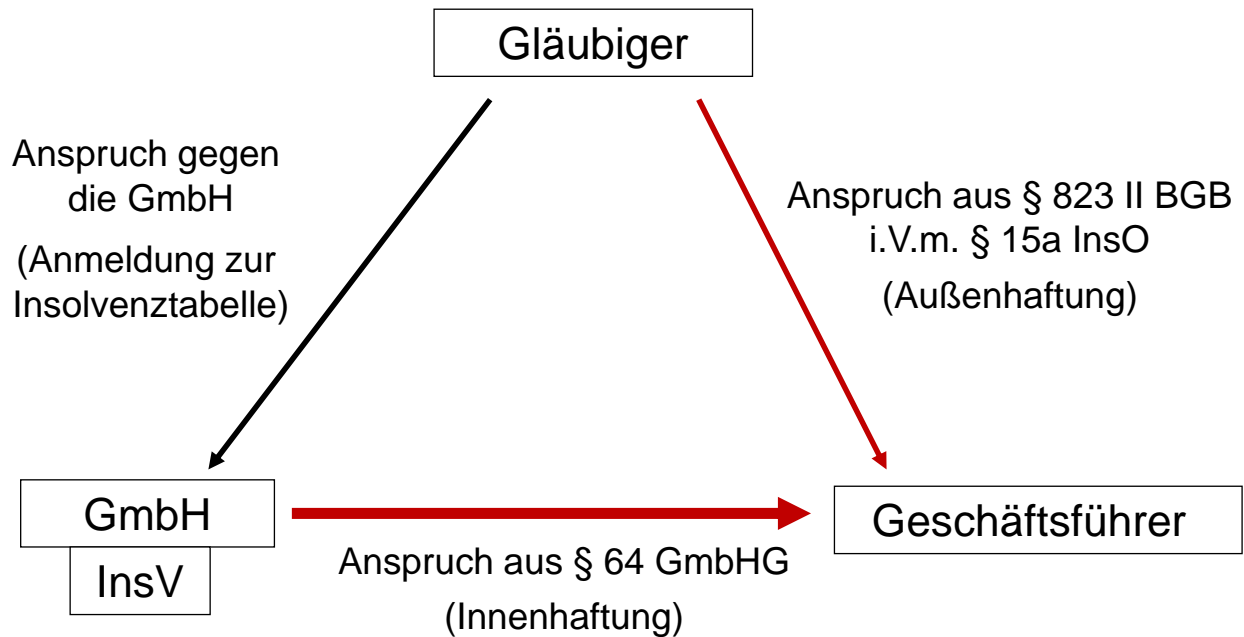 Gläubiger
Anspruch gegen
die GmbH
(Anmeldung zur
Insolvenztabelle)
Anspruch aus § 823 II BGB
i.V.m. § 15a InsO
(Außenhaftung)
GmbH
InsV
Anspruch aus § 64 GmbHG
(Innenhaftung)
Geschäftsführer